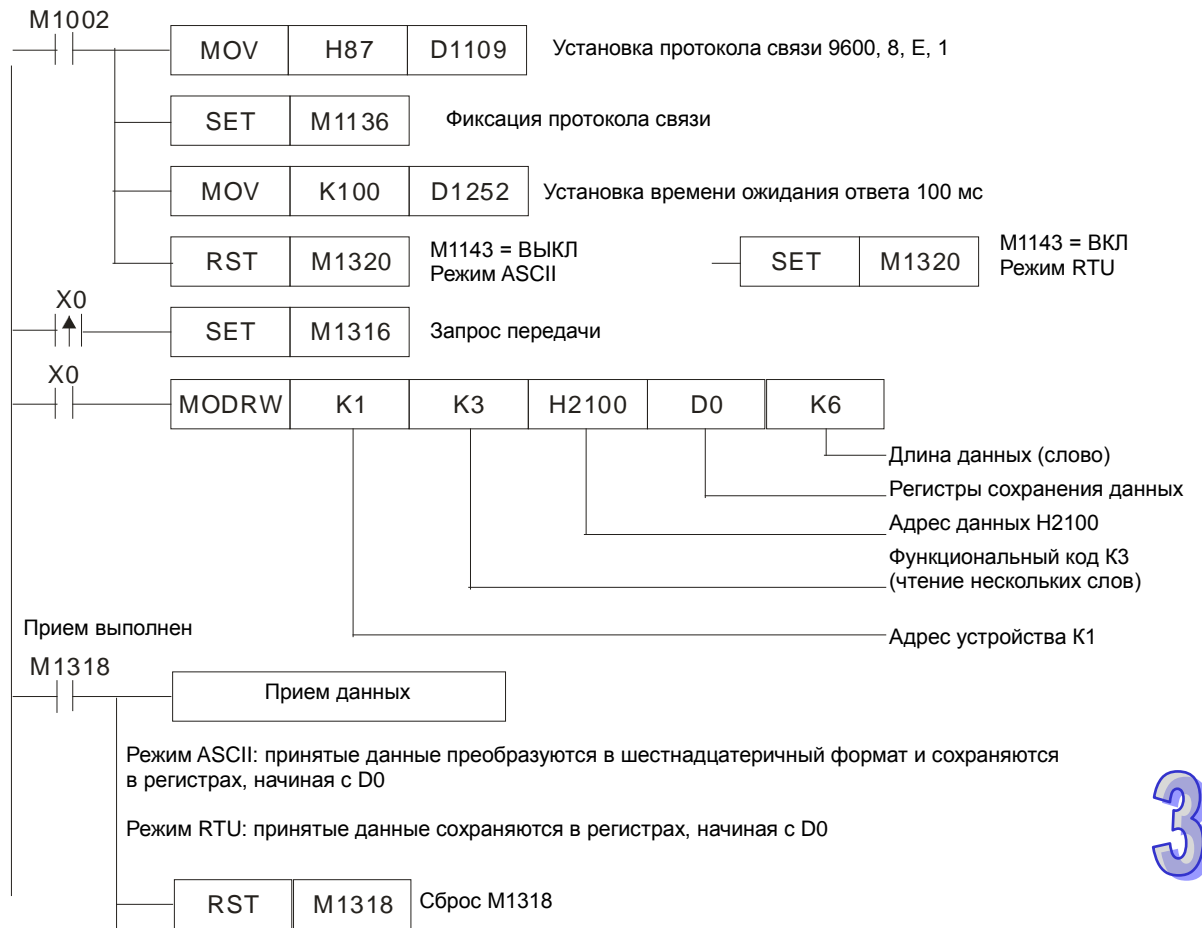 M1002
MOV H87 D1109 Установка протокола связи 9600, 8, E, 1
SET M1136 Фиксация протокола связи
MOV K100 D1252 Установка времени ожидания ответа 100 мс
RST M1320 М1143 = ВЫКЛ
Режим ASCII
SET M1320 М1143 = ВКЛ
Режим RTU
X0
SET M1316 Запрос передачи
X0
MODRW K1 K3 H2100 D0 K6
Длина данных (слово)
Регистры сохранения данных
Адрес данных H2100
Функциональный код К3
(чтение нескольких слов)
Адрес устройства К1
Прием выполнен
M1318
Прием данных
Режим ASCII: принятые данные преобразуются в шестнадцатеричный формат и сохраняются
в регистрах, начиная с D0
Режим RTU: принятые данные сохраняются в регистрах, начиная с D0
3
RST M1318 Сброс M1318